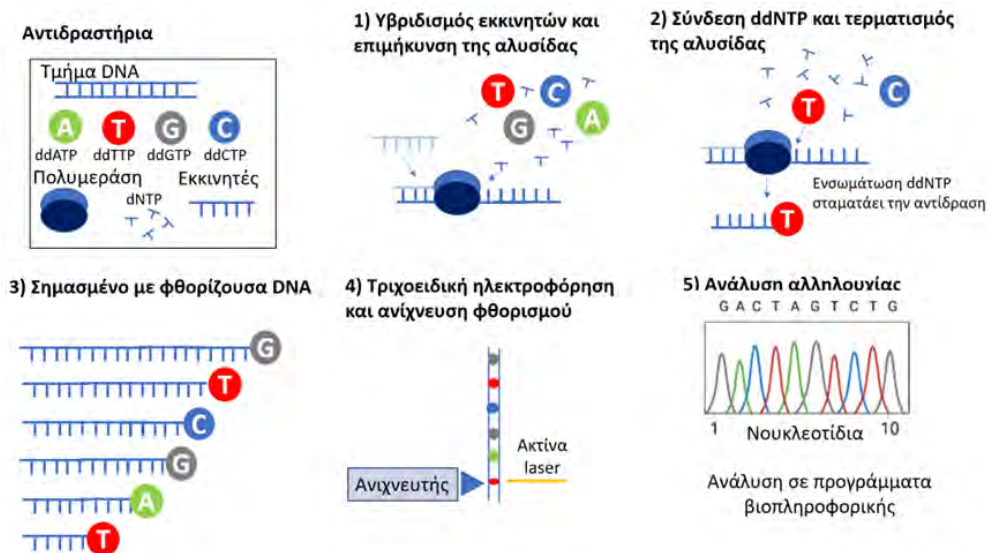 Αντιδραστήρια
Τμήμα DNA
A T G C
ddATP ddTTP ddGTP ddCTP
Πολυμεράση Εκκινητές
dNTP
1) Υβριδισμός εκκινητών και
επιμήκυνση της αλυσίδας
T C
G A
2) Σύνδεση ddNTP και τερματισμός
της αλυσίδας
C
T
Ενσωμάτωση ddNTP
σταματάει την αντίδραση
T
3) Σημασμένο με φθορίζουσα DNA
G
T
C
G
A
T
4) Τριχοειδική ηλεκτροφόρηση
και ανίχνευση φθορισμού
Ακτίνα
laser
Ανιχνευτής
5) Ανάλυση αλληλουχίας
G A C T A G T C T G
1 10
Νουκλεοτίδια
Ανάλυση σε προγράμματα
βιοπληροφορικής